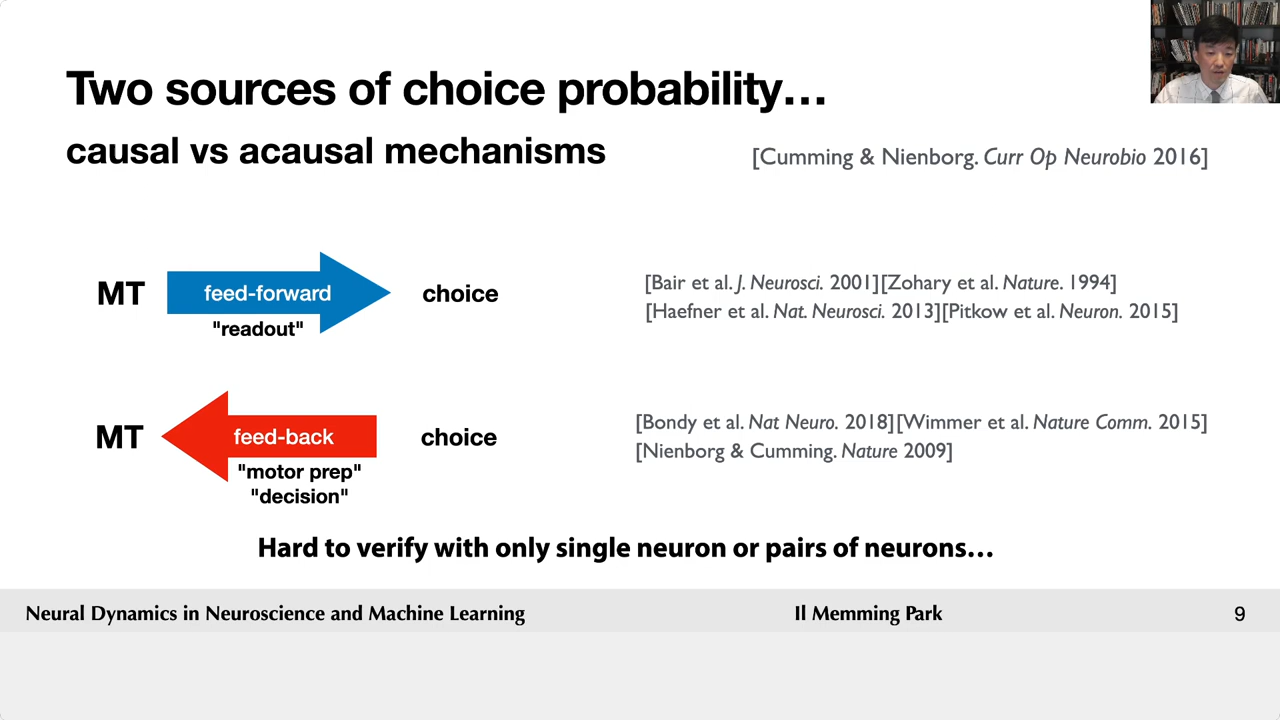 Two sources of choice probability…
causal vs acausal mechanisms
[Cumming & Nienborg. Curr Op Neurobio 2016]
MT
feed-forward
choice
"readout"
[Bair et al. J. Neurosci. 2001][Zohary et al. Nature. 1994]
[Haefner et al. Nat. Neurosci. 2013][Pitkow et al. Neuron. 2015]
MT
feed-back
choice
"motor prep"
"decision"
[Bondy et al. Nat Neuro. 2018][Wimmer et al. Nature Comm. 2015]
[Nienborg & Cumming. Nature 2009]
Hard to verify with only single neuron or pairs of neurons…
Neural Dynamics in Neuroscience and Machine Learning
Il Memming Park
9